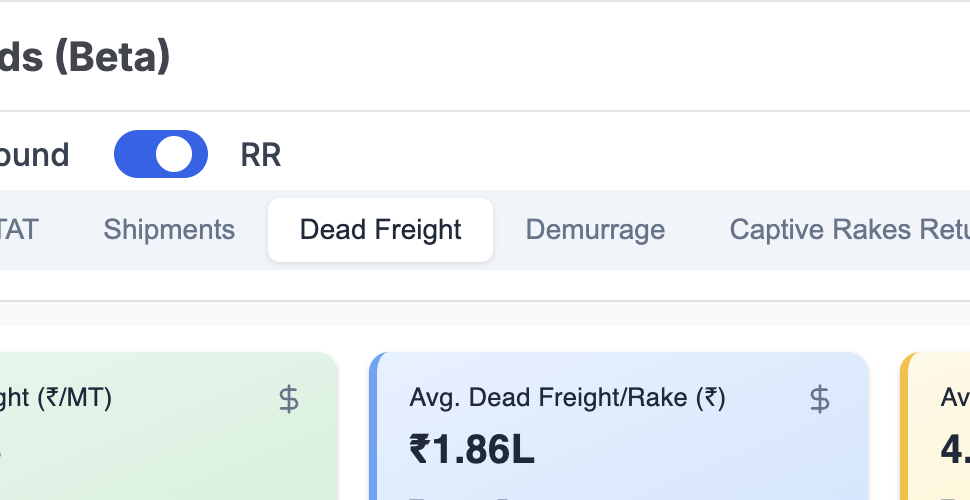 ds (Beta)
ound RR
TAT Shipments Dead Freight Demurrage Captive Rakes Retu
ght (₹/MT) $ Avg. Dead Freight/Rake (₹) $ Av
₹1.86L 4.